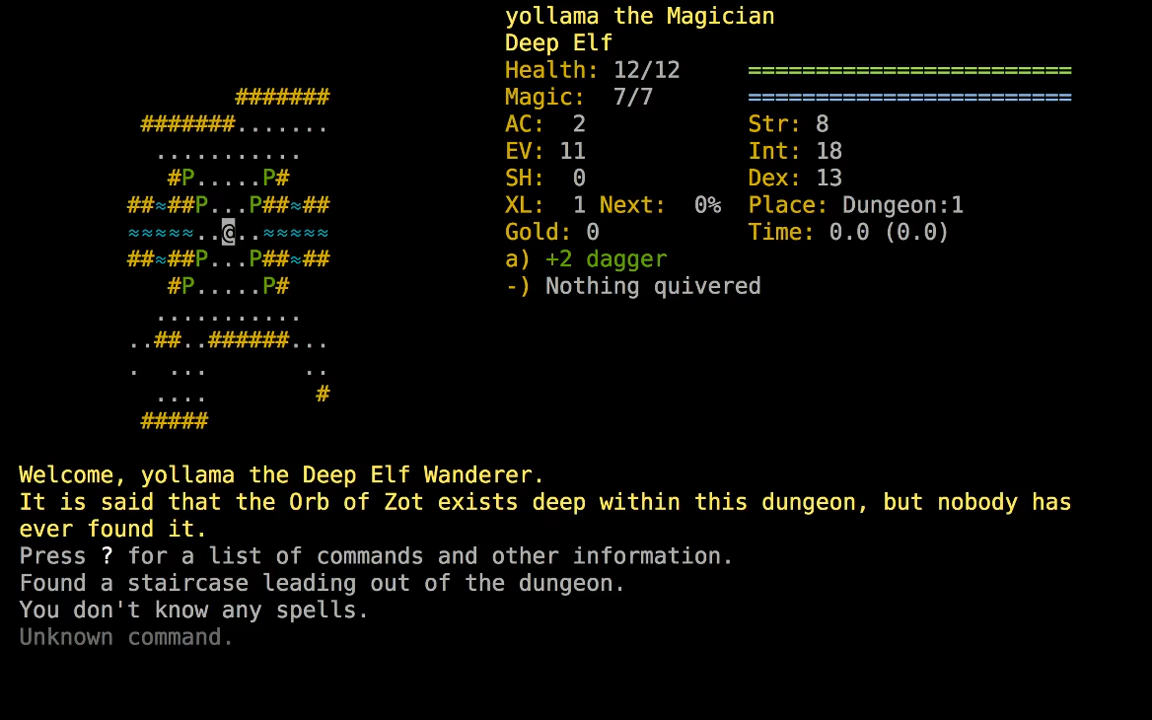 yollama the Magician
Deep Elf
Health: 12/12 ========================
Magic:  7/7 ========================
AC:  2 Str: 8
EV: 11 Int: 18
SH:  0 Dex: 13
XL:  1 Next:  0% Place: Dungeon:1
Gold: 0 Time: 0.0 (0.0)
a) +2 dagger
-) Nothing quivered
        #######
 #######.......
  ...........
   #P.....P#
##≈##P...P##≈##
≈≈≈≈≈..@..≈≈≈≈≈
##≈##P...P##≈##
   #P.....P#
  ...........
..##..######...
.  ...       ..
  ....        #
 #####
Welcome, yollama the Deep Elf Wanderer.
It is said that the Orb of Zot exists deep within this dungeon, but nobody has
ever found it.
Press ? for a list of commands and other information.
Found a staircase leading out of the dungeon.
You don't know any spells.
Unknown command.